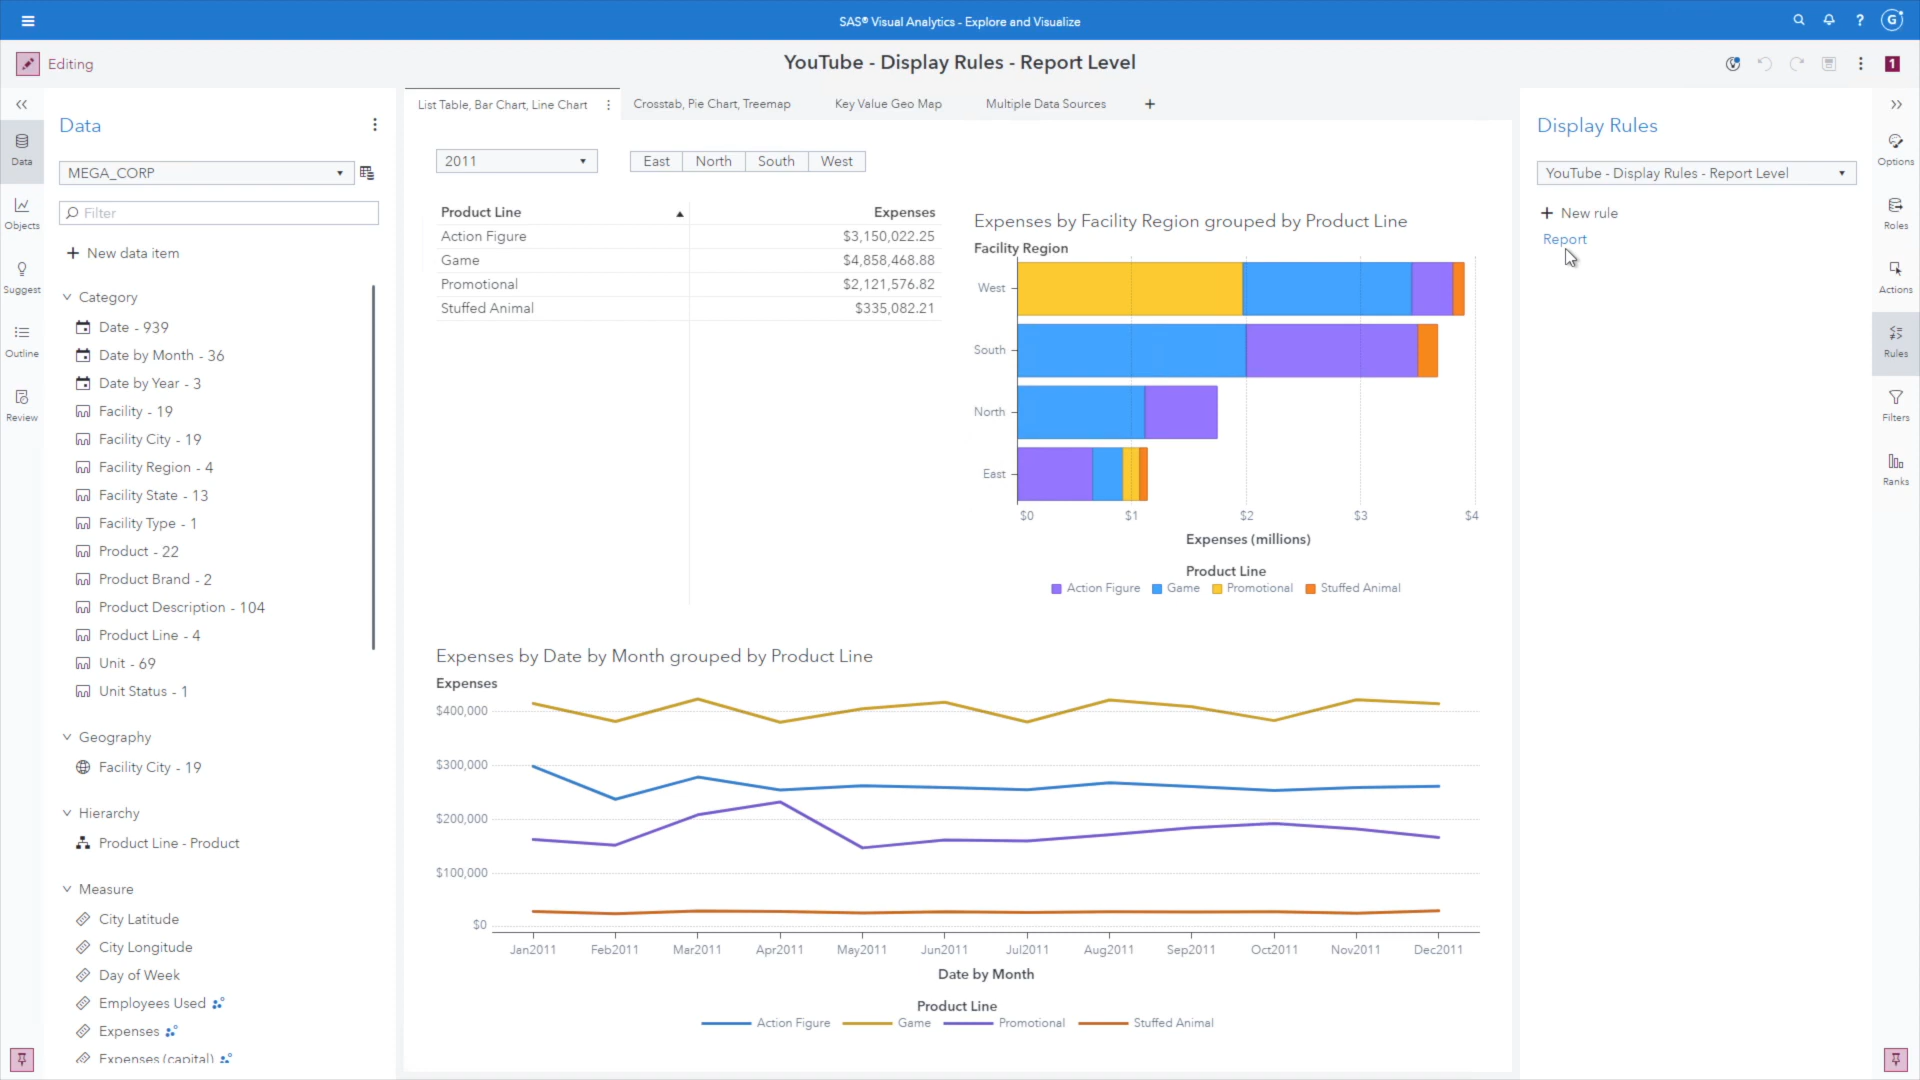 SAS® Visual Analytics - Explore and Visualize
?
G
Editing
YouTube - Display Rules - Report Level
1
Data
Objects
Suggest
Outline
Review
Data
MEGA_CORP
Filter
New data item
Category
Date - 939
Date by Month - 36
Date by Year - 3
Facility - 19
Facility City - 19
Facility Region - 4
Facility State - 13
Facility Type - 1
Product - 22
Product Brand - 2
Product Description - 104
Product Line - 4
Unit - 69
Unit Status - 1
Geography
Facility City - 19
Hierarchy
Product Line - Product
Measure
City Latitude
City Longitude
Day of Week
Employees Used
Expenses
Expenses (capital)
List Table, Bar Chart, Line Chart
Crosstab, Pie Chart, Treemap
Key Value Geo Map
Multiple Data Sources
2011
East North South West
Product Line Expenses
Action Figure $3,150,022.25
Game $4,858,468.88
Promotional $2,121,576.82
Stuffed Animal $335,082.21
Expenses by Facility Region grouped by Product Line
Facility Region
West
South
North
East
$0 $1 $2 $3 $4
Expenses (millions)
Product Line
Action Figure Game Promotional Stuffed Animal
Expenses by Date by Month grouped by Product Line
Expenses
$400,000
$300,000
$200,000
$100,000
$0
Jan2011 Feb2011 Mar2011 Apr2011 May2011 Jun2011 Jul2011 Aug2011 Sep2011 Oct2011 Nov2011 Dec2011
Date by Month
Product Line
Action Figure Game Promotional Stuffed Animal
Display Rules
YouTube - Display Rules - Report Level
New rule
Report
Options
Roles
Actions
Rules
Filters
Ranks